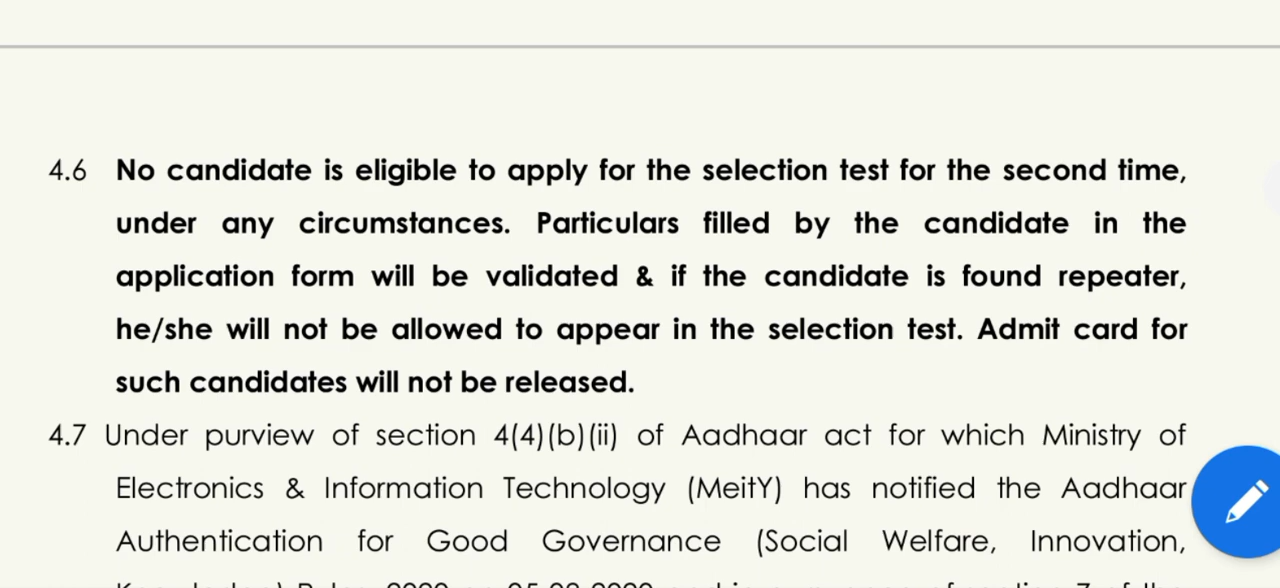 4.6 No candidate is eligible to apply for the selection test for the second time,
under any circumstances. Particulars filled by the candidate in the
application form will be validated & if the candidate is found repeater,
he/she will not be allowed to appear in the selection test. Admit card for
such candidates will not be released.
4.7 Under purview of section 4(4)(b)(ii) of Aadhaar act for which Ministry of
Electronics & Information Technology (MeitY) has notified the Aadhaar
Authentication for Good Governance (Social Welfare, Innovation,